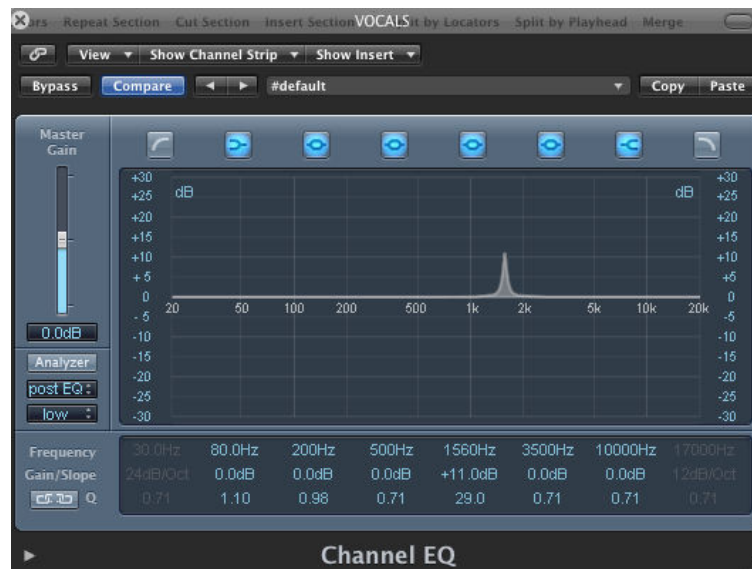 ors Repeat Section Cut Section Insert Section VOCALS it by Locators Split by Playhead Merge
View Show Channel Strip Show Insert
Bypass Compare #default Copy Paste
Master
Gain
+30 +30
+25 dB dB +25
+20 +20
+15 +15
+10 +10
+5 +5
0 0
20 50 100 200 500 1k 2k 5k 10k 20k
-5 -5
0.0dB
-10 -10
Analyzer
-15 -15
post EQ
-20 -20
-25 -25
low
-30 -30
Frequency 30.0Hz 80.0Hz 200Hz 500Hz 1560Hz 3500Hz 10000Hz 17000Hz
Gain/Slope 24dB/Oct 0.0dB 0.0dB 0.0dB +11.0dB 0.0dB 0.0dB 12dB/Oct
Q 0.71 1.10 0.98 0.71 29.0 0.71 0.71 0.71
Channel EQ